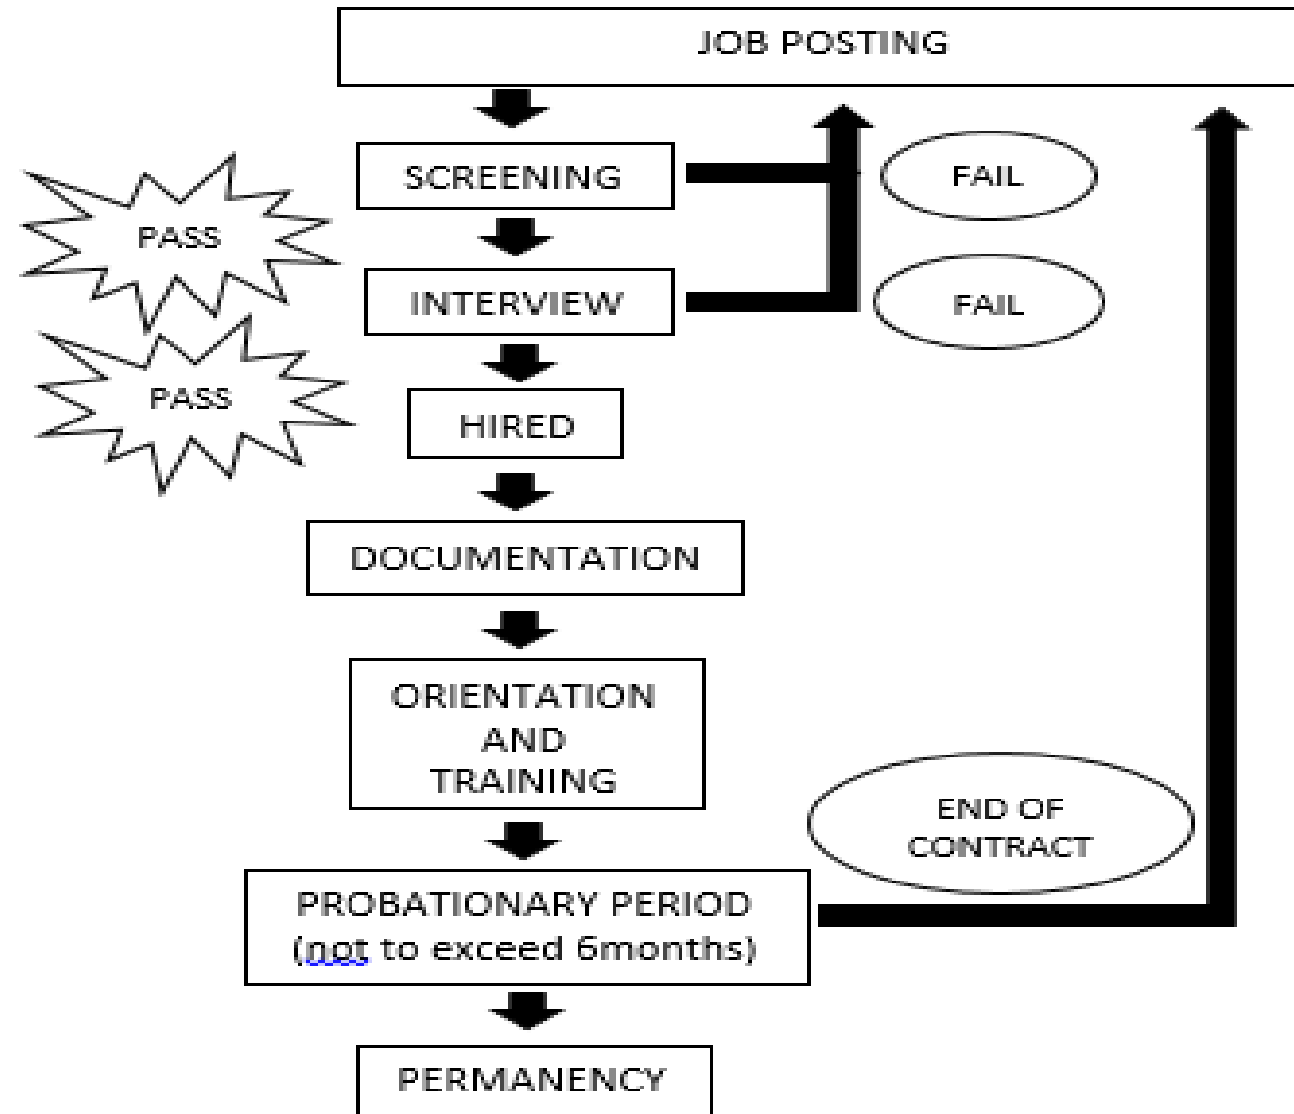 JOB POSTING
SCREENING
FAIL
PASS
INTERVIEW
FAIL
PASS
HIRED
DOCUMENTATION
ORIENTATION
AND
TRAINING
END OF
CONTRACT
PROBATIONARY PERIOD
(not to exceed 6months)
PERMANENCY